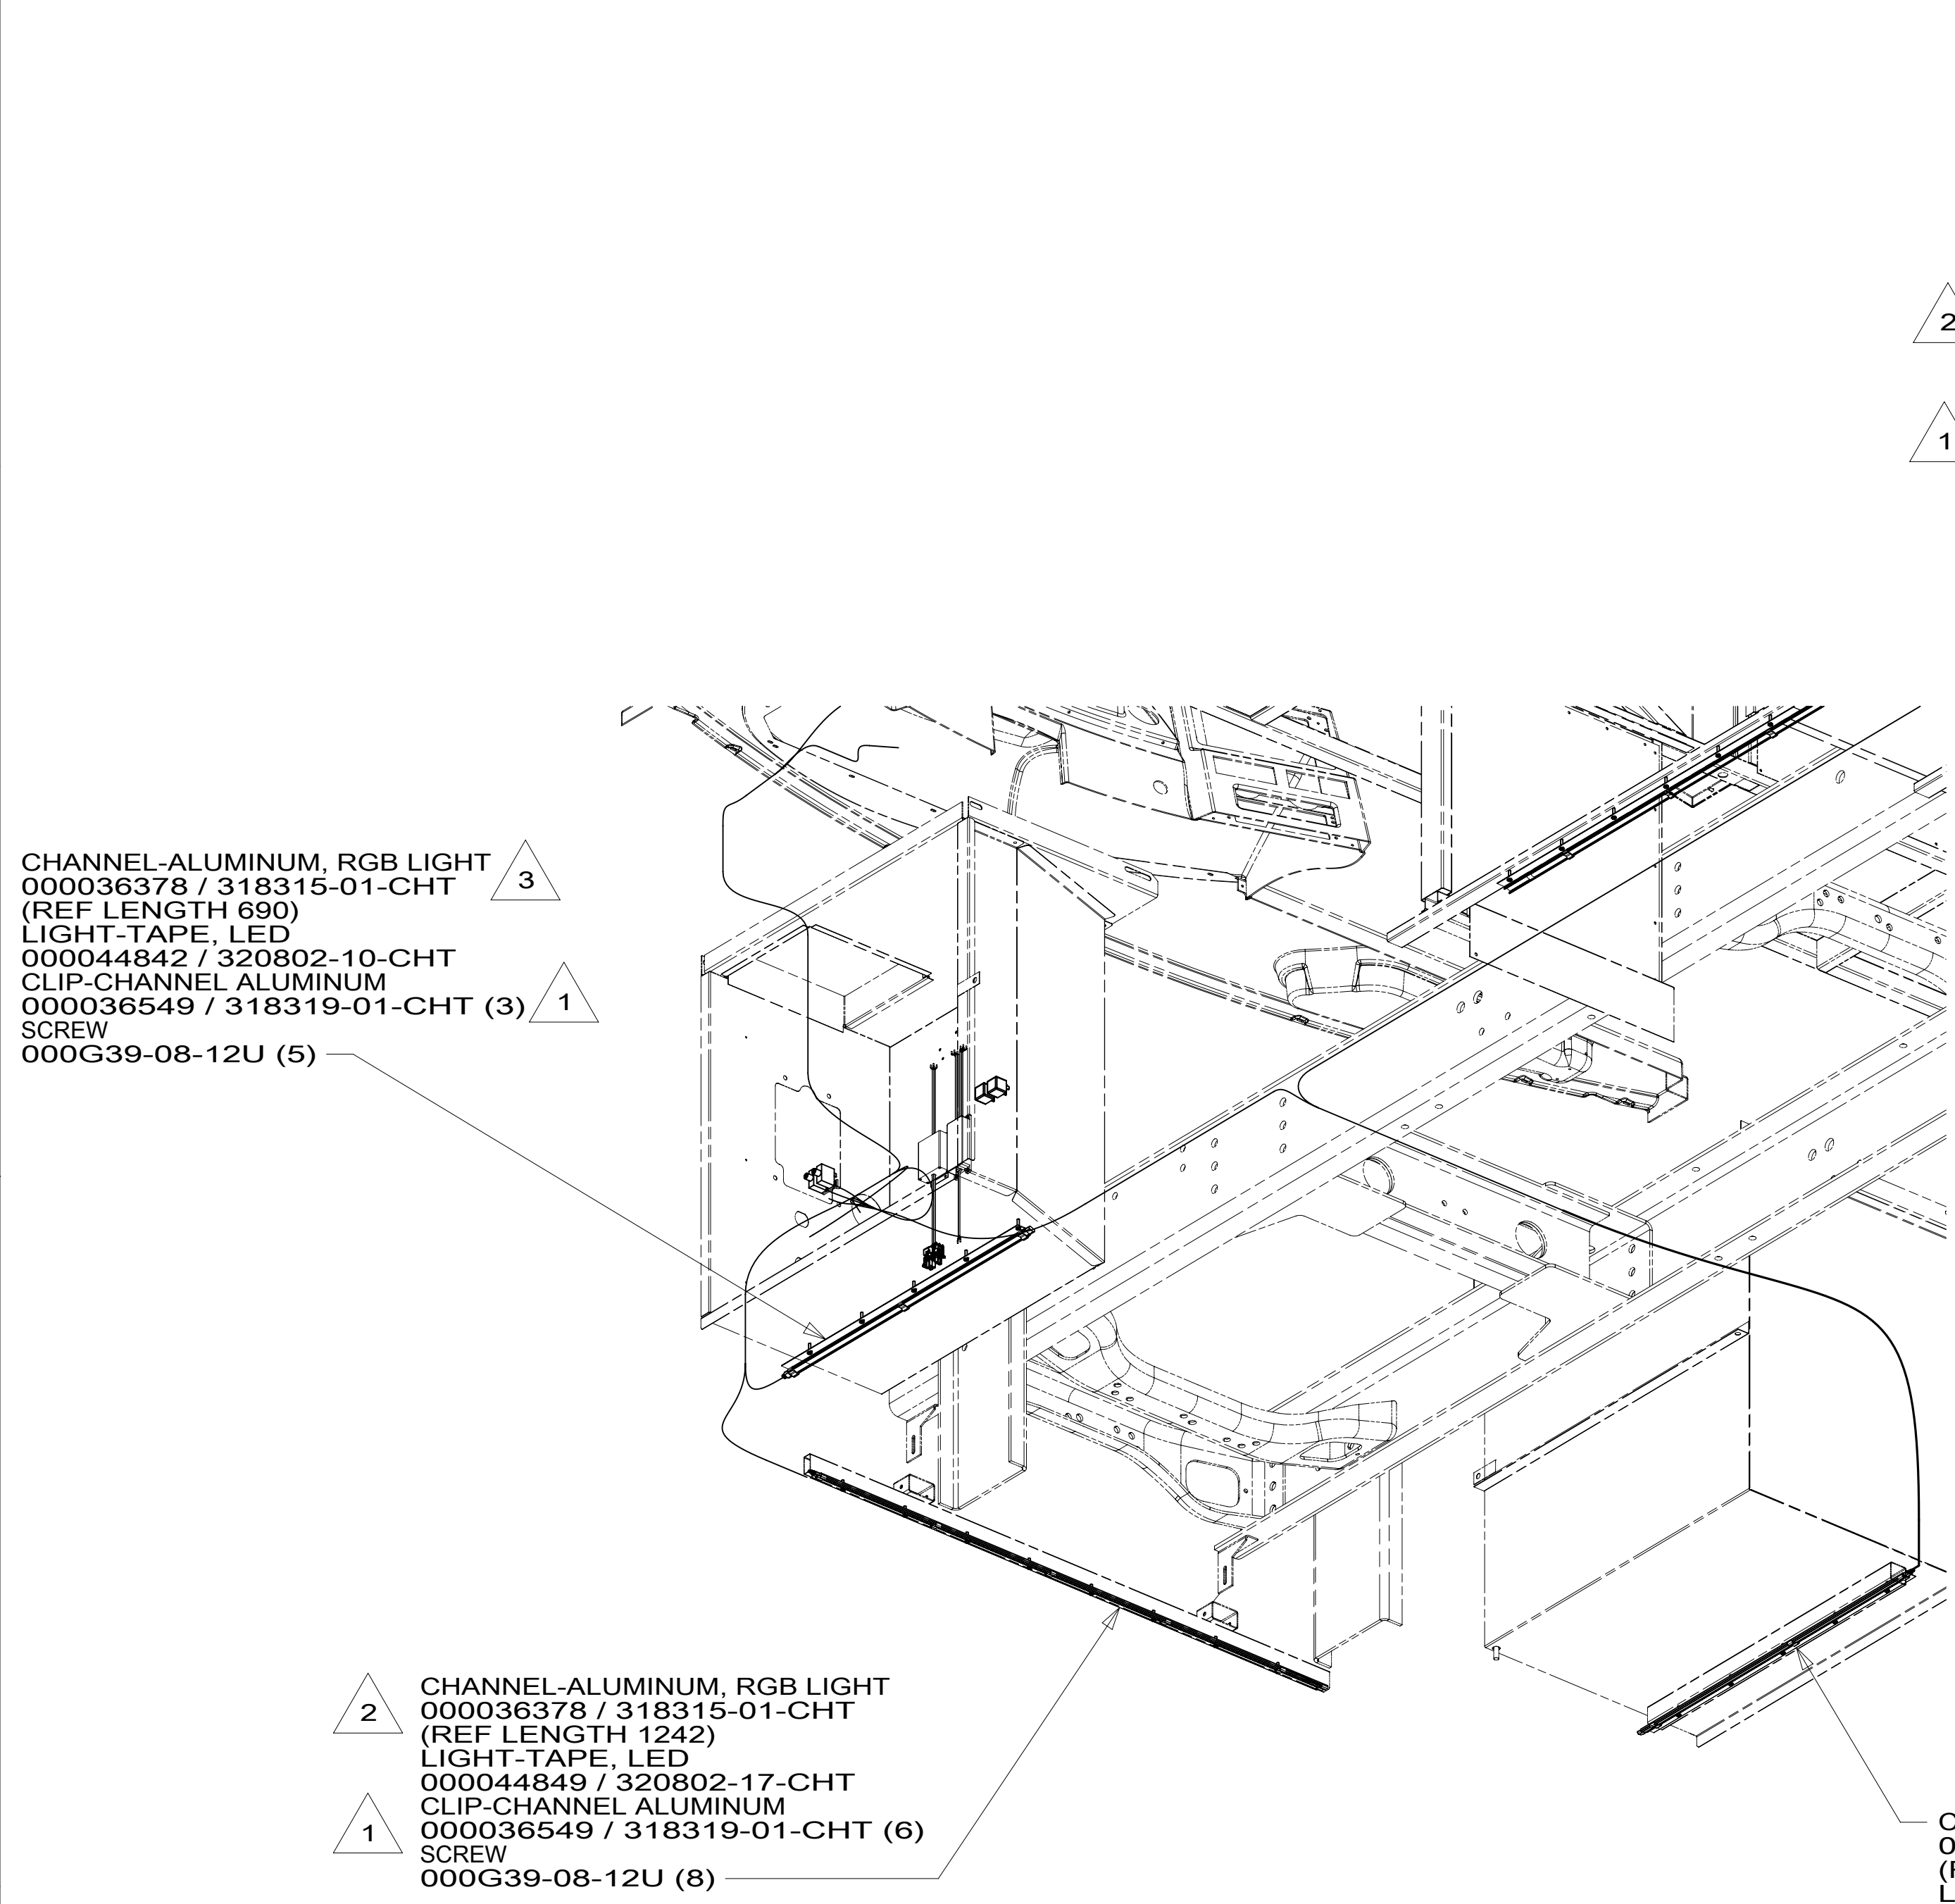 2
1
CHANNEL-ALUMINUM, RGB LIGHT
3
000036378 / 318315-01-CHT
(REF LENGTH 690)
LIGHT-TAPE, LED
000044842 / 320802-10-CHT
CLIP-CHANNEL ALUMINUM
000036549 / 318319-01-CHT (3)
1
SCREW
000G39-08-12U (5)
2
CHANNEL-ALUMINUM, RGB LIGHT
000036378 / 318315-01-CHT
(REF LENGTH 1242)
LIGHT-TAPE, LED
000044849 / 320802-17-CHT
CLIP-CHANNEL ALUMINUM
1
000036549 / 318319-01-CHT (6)
SCREW
000G39-08-12U (8)